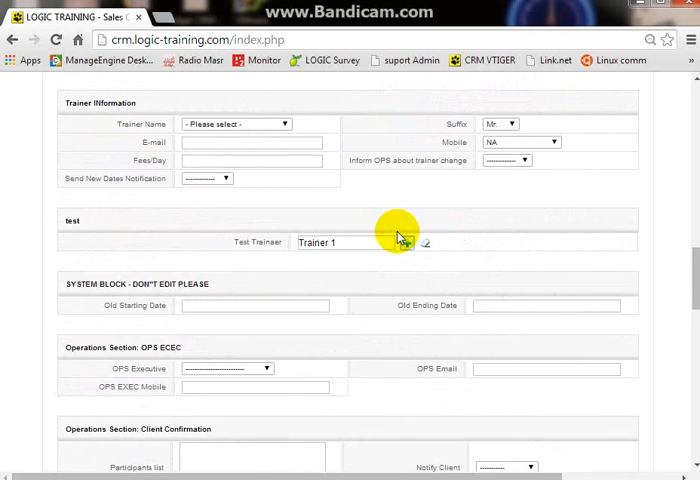 www.Bandicam.com
LOGIC TRAINING - Sales C
crm.logic-training.com/index.php
Apps ManageEngine Desk... Radio Masr Monitor LOGIC Survey suport Admin CRM VTIGER Link.net Linux comm »
Trainer INformation
Trainer Name - Please select - Suffix Mr.
E-mail Mobile NA
Fees/Day Inform OPS about trainer change -------------
Send New Dates Notification -------------
test
Test Trainaer Trainer 1
SYSTEM BLOCK - DON"T EDIT PLEASE
Old Starting Date Old Ending Date
Operations Section: OPS ECEC
OPS Executive ------------------------- OPS Email
OPS EXEC Mobile
Operations Section: Client Confirmation
Participants list Notify Client -----------